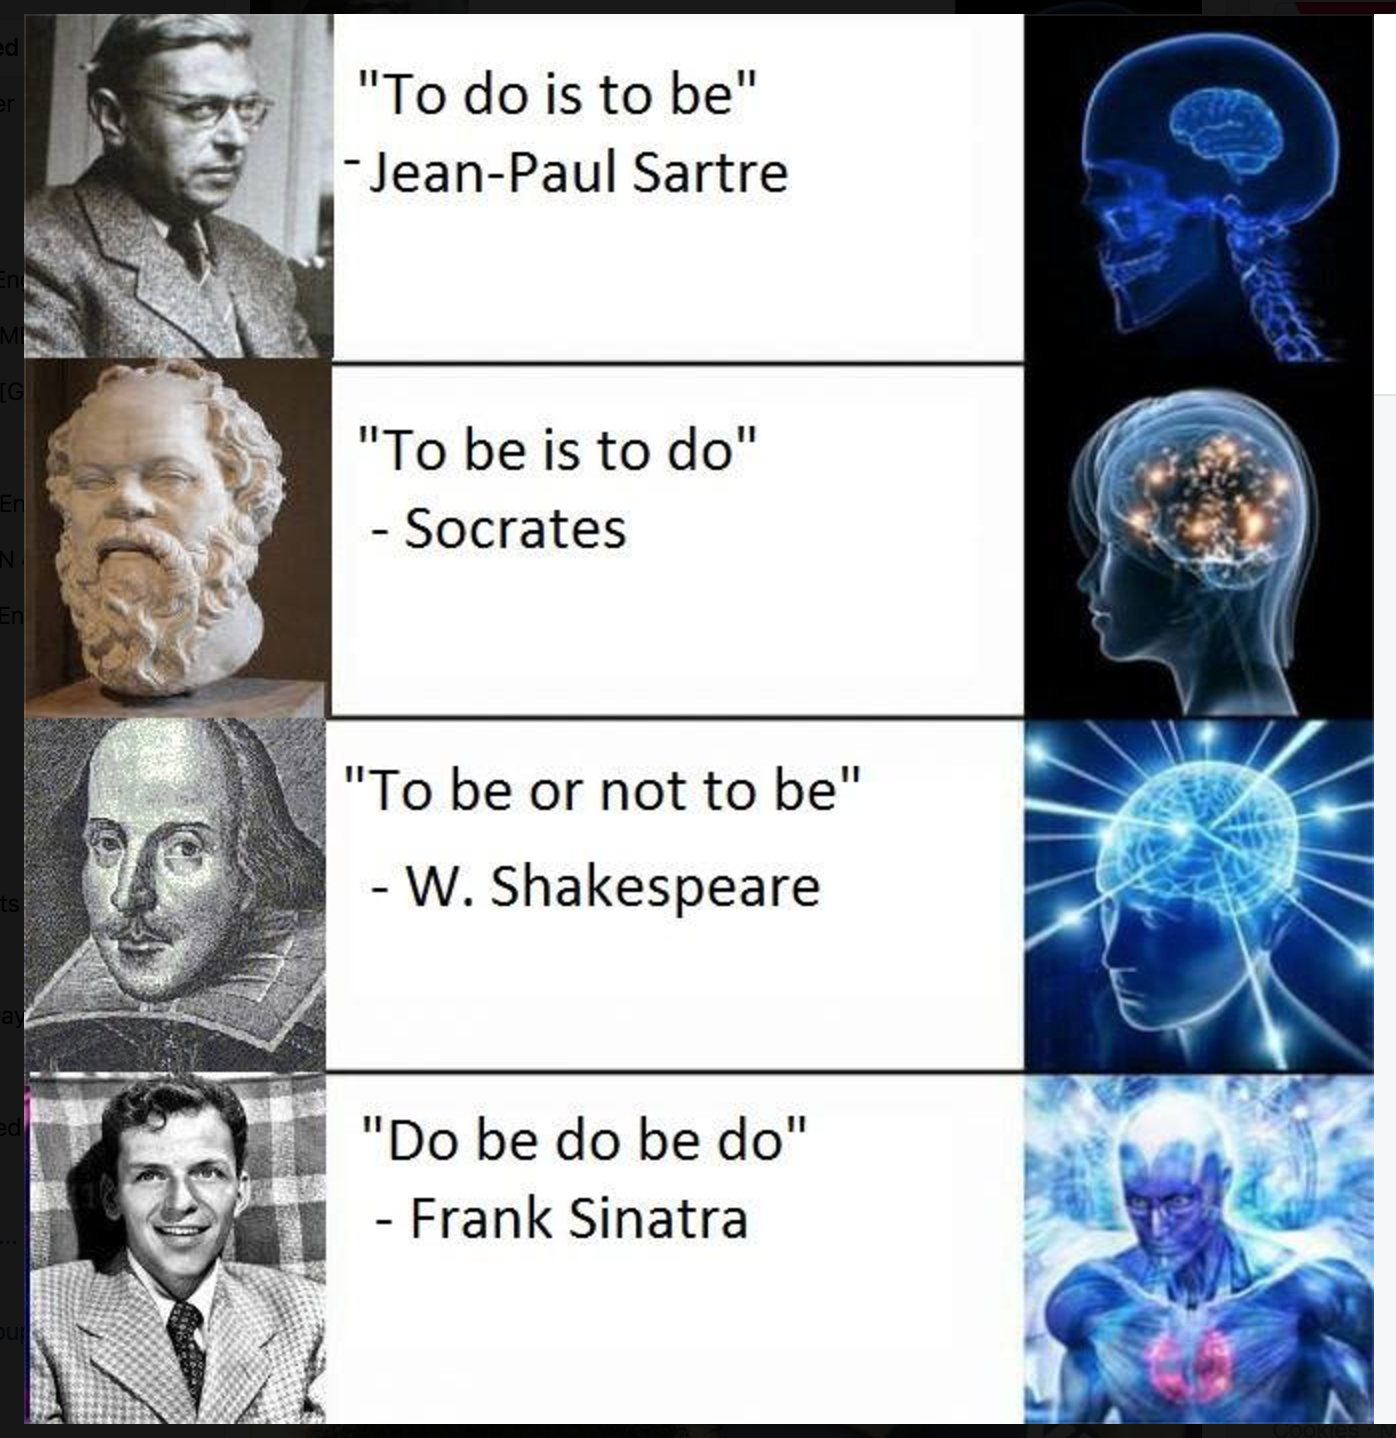 "To do is to be"
- Jean-Paul Sartre
"To be is to do"
- Socrates
"To be or not to be"
- W. Shakespeare
"Do be do be do"
- Frank Sinatra